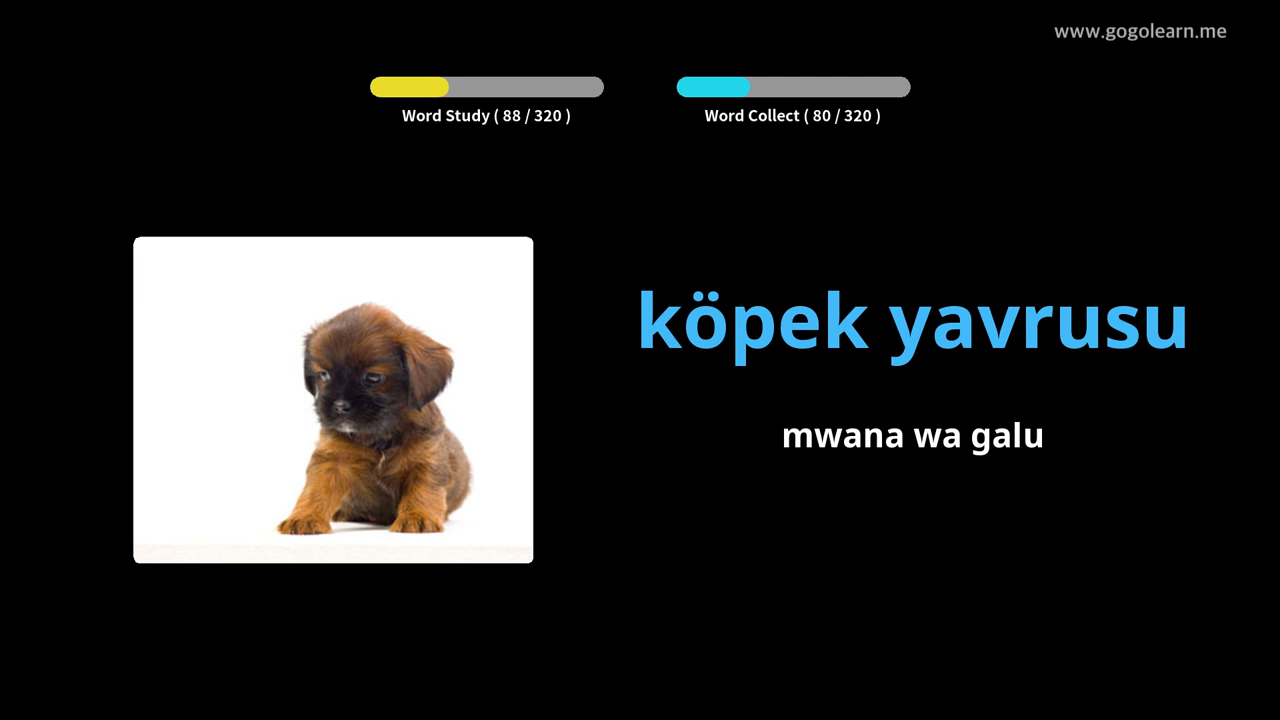 www.gogolearn.me
Word Study ( 88 / 320 )
Word Collect ( 80 / 320 )
köpek yavrusu
mwana wa galu